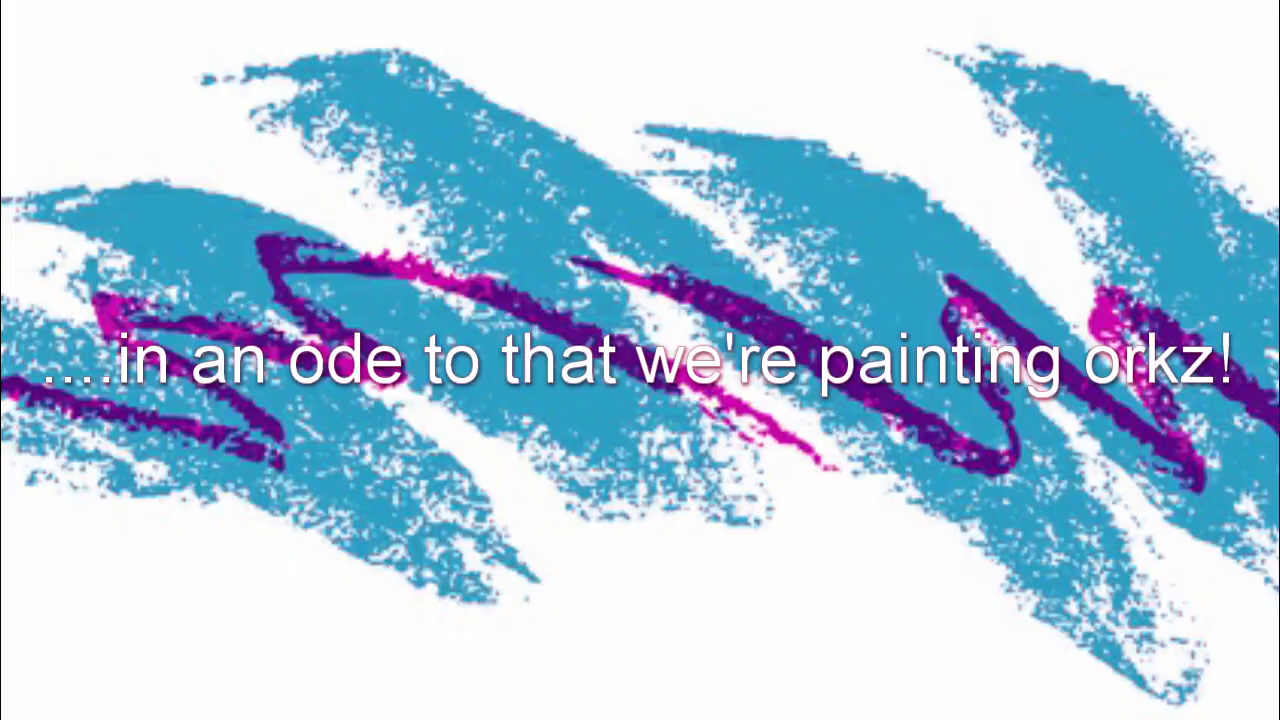 ....in an ode to that we're painting orkz!